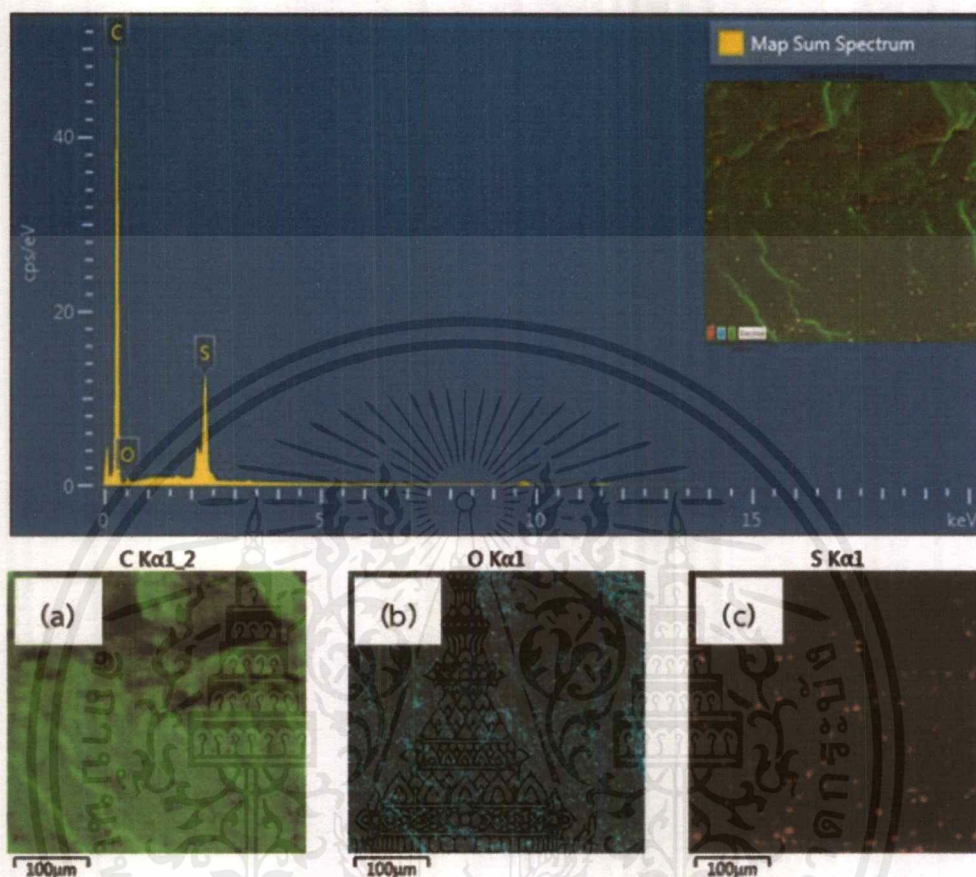 C
Map Sum Spectrum
40
cps/eV
20
S
O
0
0
5
10
15
keV
C Kα1_2
O Kα1
S Kα1
(a)
(b)
(c)
100μm
100μm
100μm